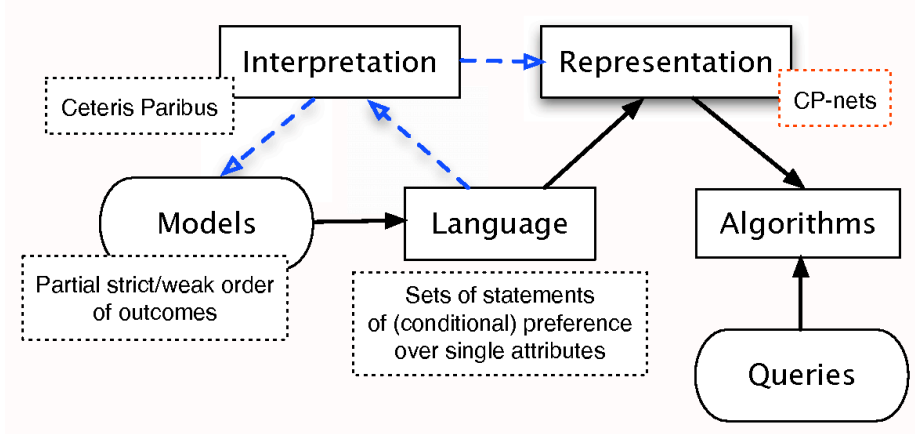 Interpretation
Representation
Ceteris Paribus
CP-nets
Models
Language
Algorithms
Partial strict/weak order
of outcomes
Sets of statements
of (conditional) preference
over single attributes
Queries